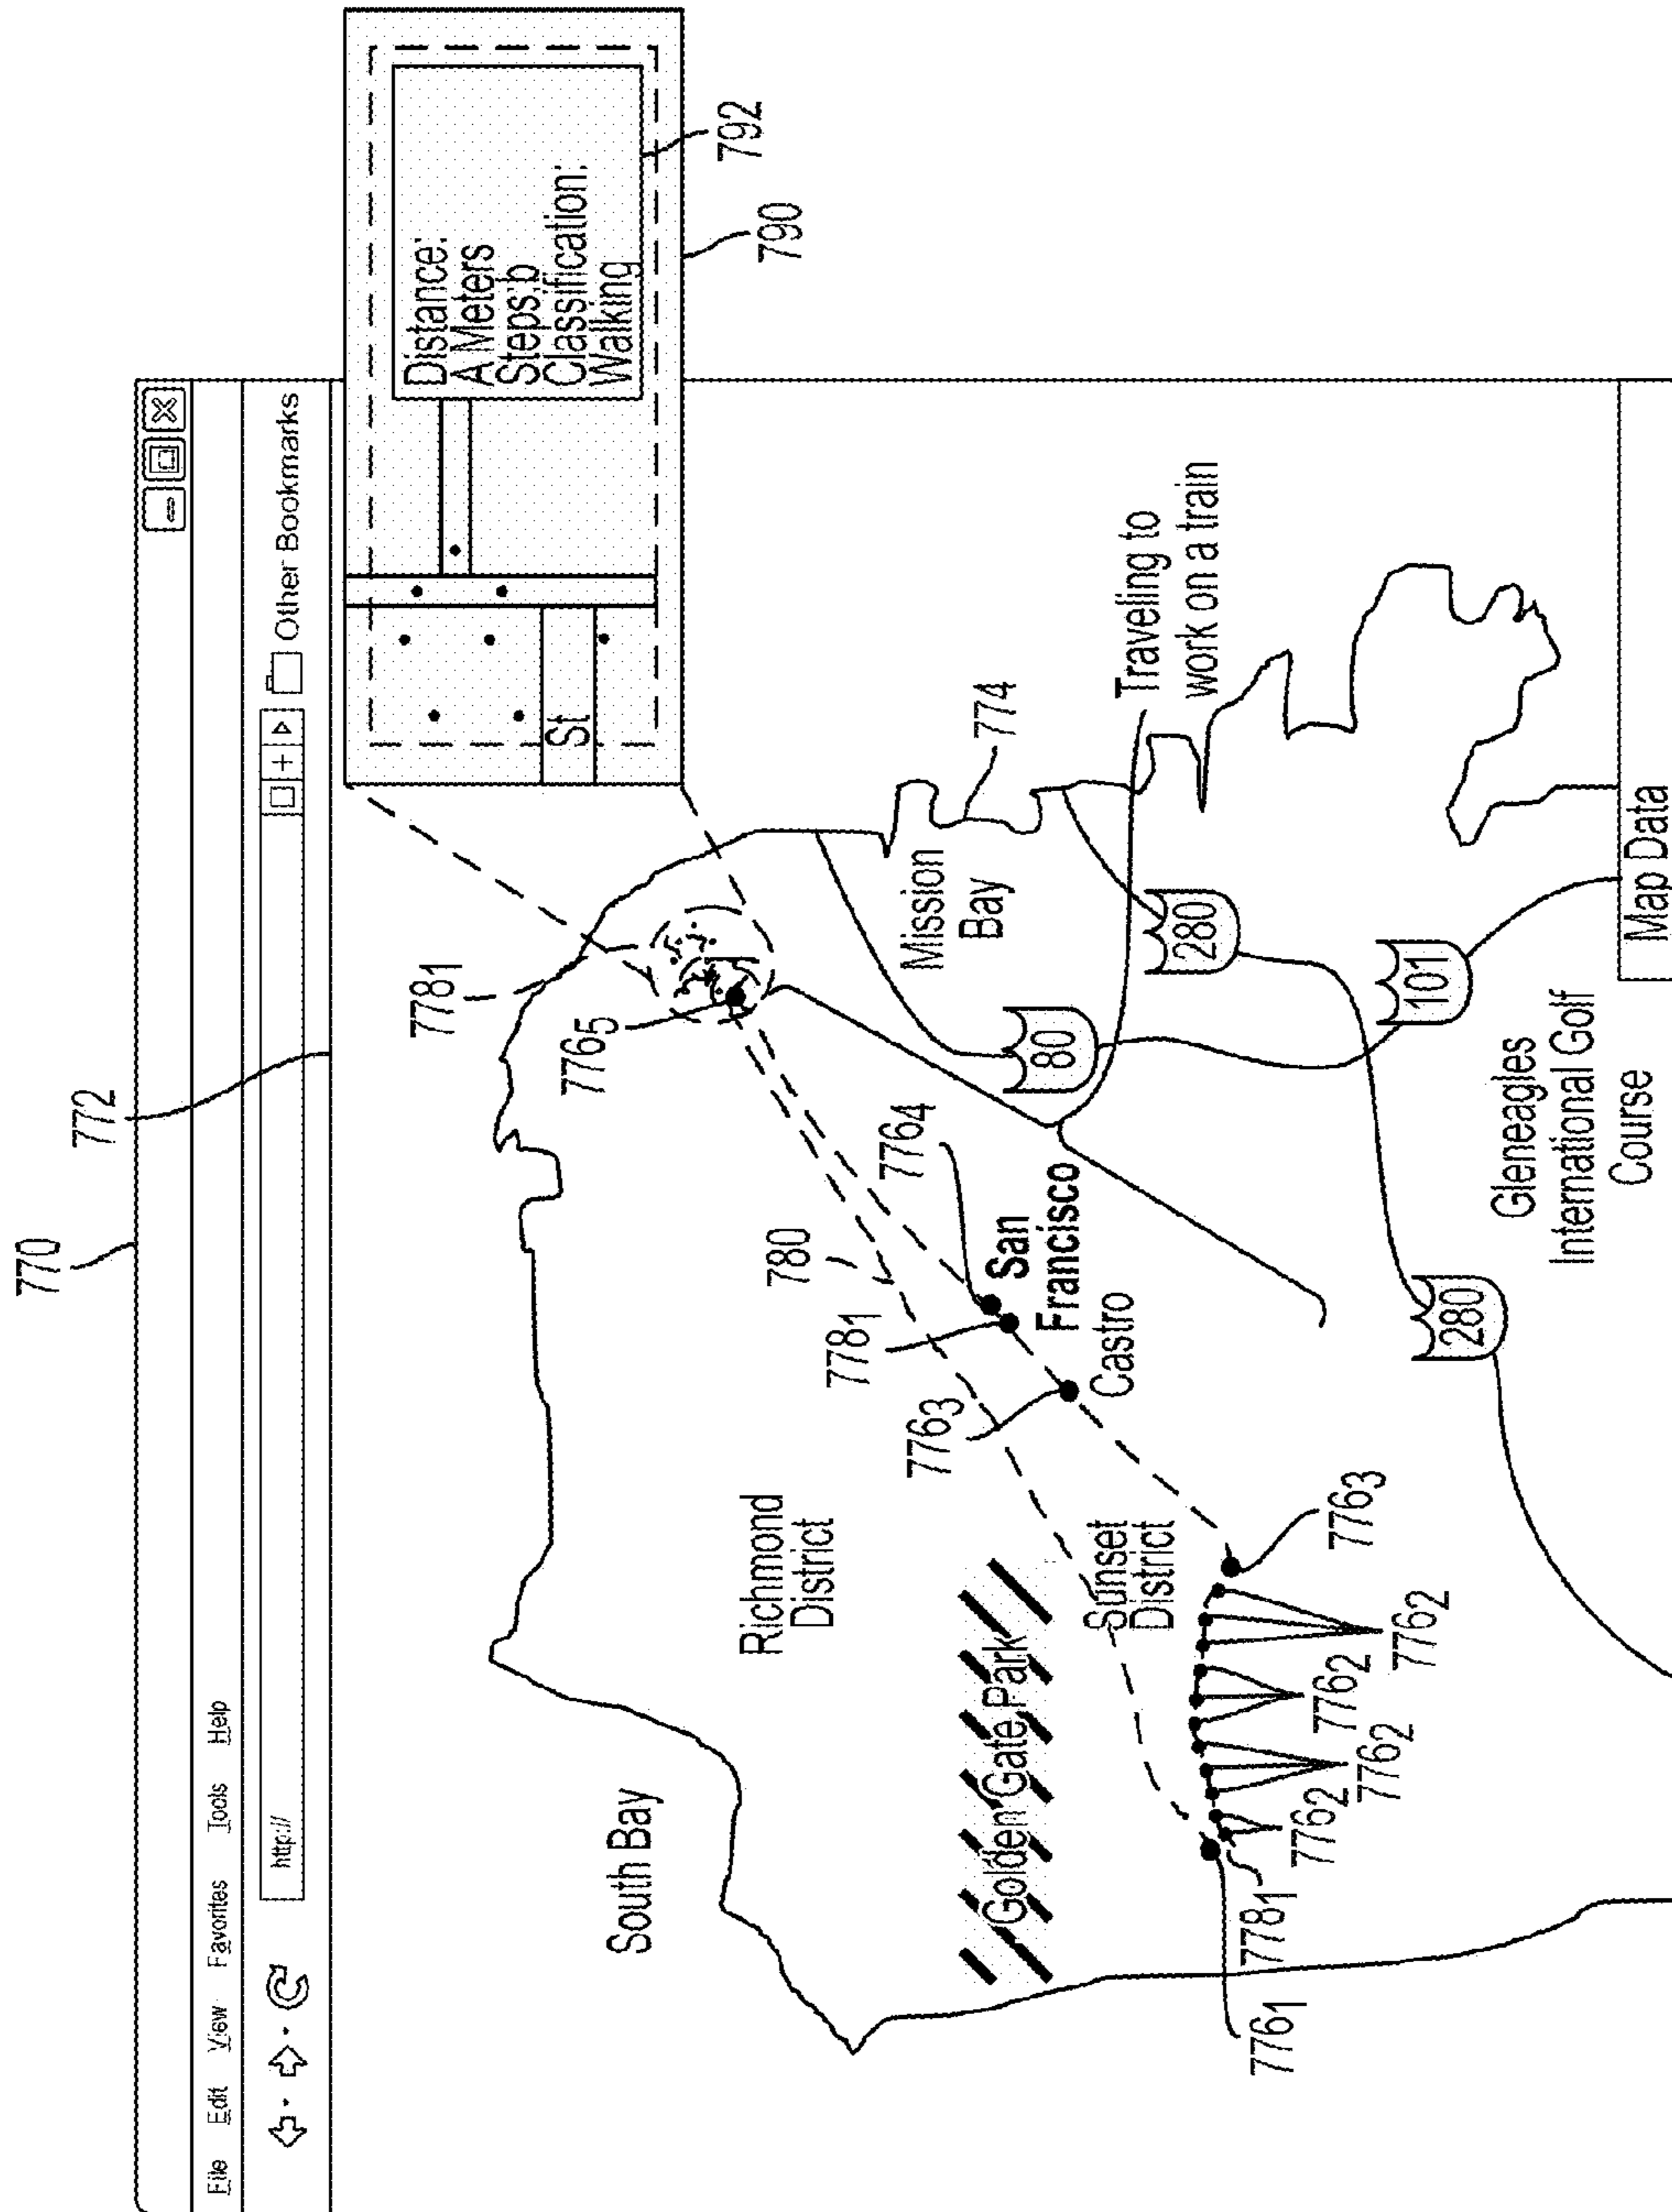 770
772
File Edit View Favorites Tools Help
http://
Other Bookmarks
South Bay
Richmond
District
Golden Gate Park
Sunset
District
San
Francisco
Castro
Mission
Bay
Traveling to
work on a train
Gleneagles
International Golf
Course
Map Data
80
280
101
280
St
Distance:
A Meters
Steps:b
Classification:
Walking
792
790
774
778₁
776₅
776₄
780
778₁
776₃
776₃
776₂
776₂
776₂
776₂
778₁
776₁